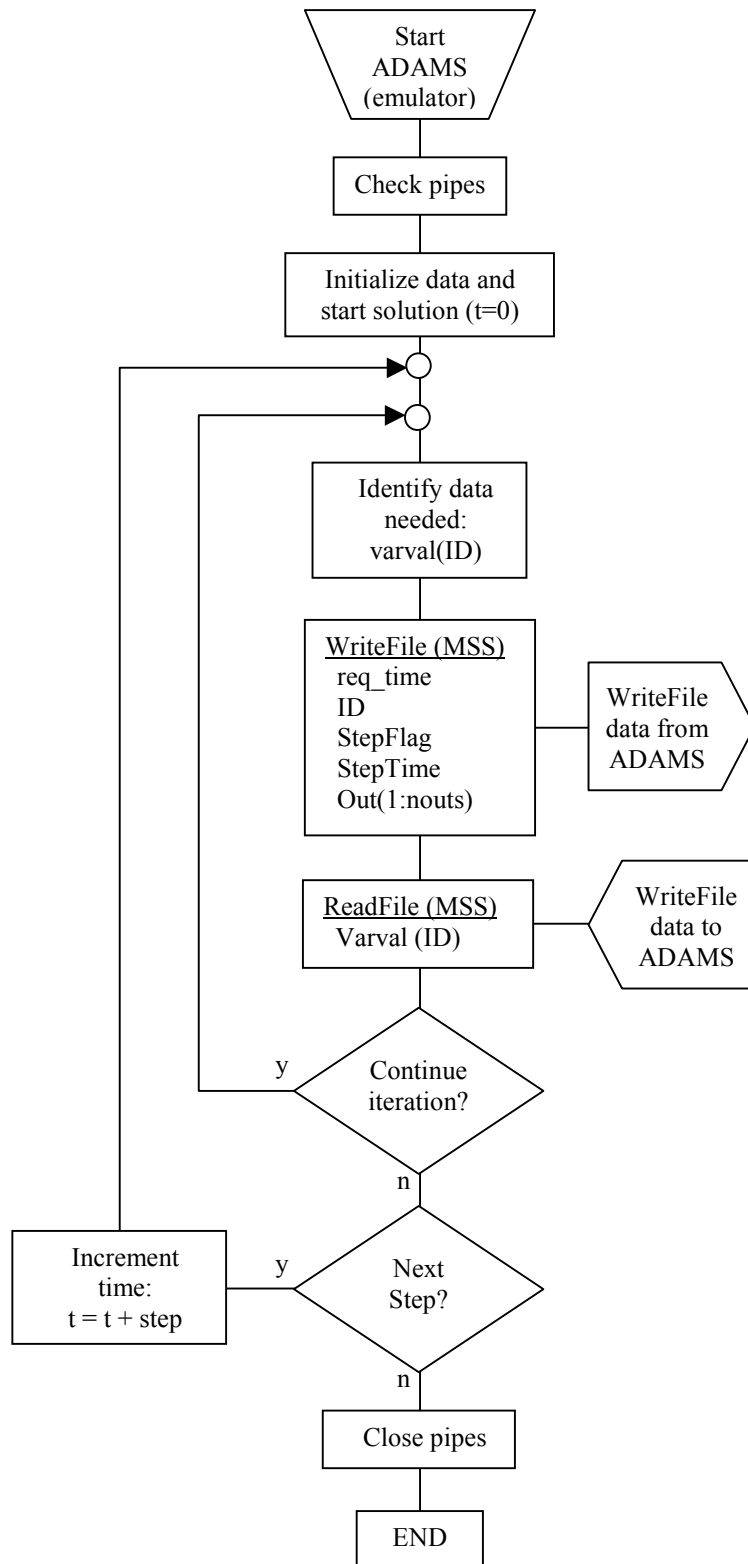 Start
ADAMS
(emulator)
Check pipes
Initialize data and
start solution (t=0)
Identify data
needed:
varval(ID)
WriteFile (MSS)
req_time
ID
StepFlag
StepTime
Out(1:nouts)
WriteFile
data from
ADAMS
ReadFile (MSS)
Varval (ID)
WriteFile
data to
ADAMS
y
Continue
iteration?
n
Increment
time:
t = t + step
y
Next
Step?
n
Close pipes
END